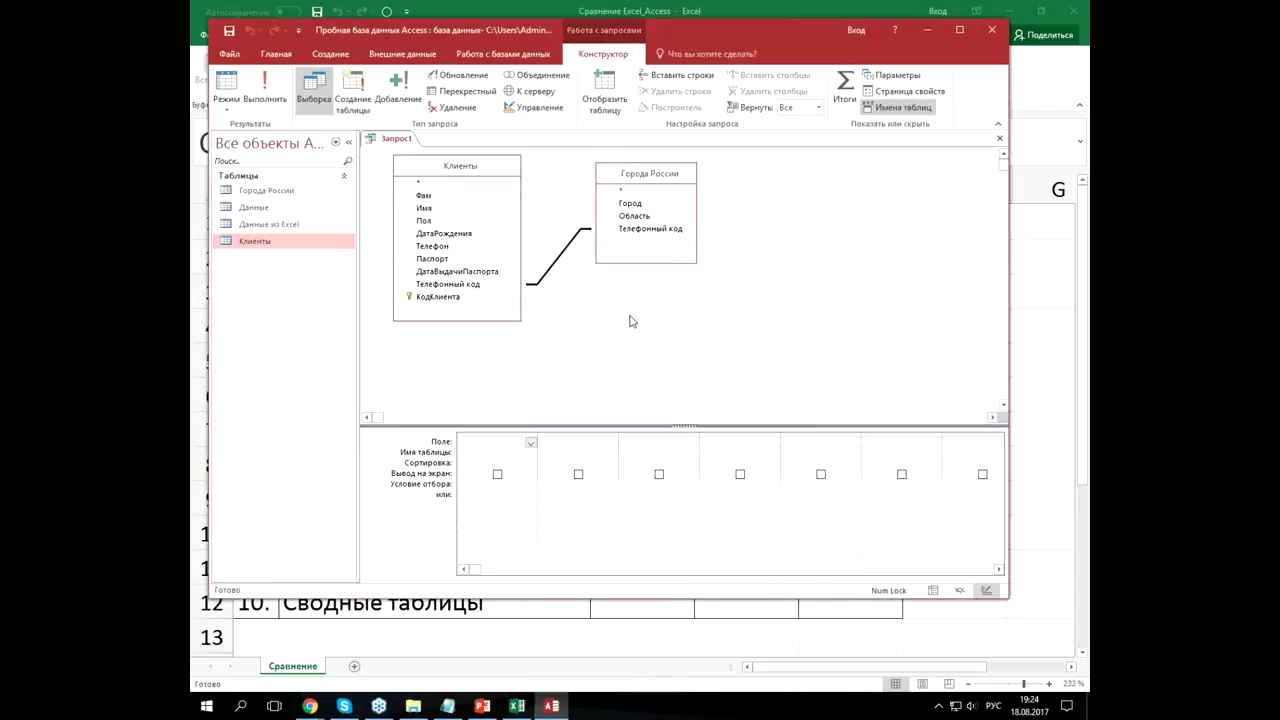 Автосохранение
Сравнение Excel_Access - Excel
Вход
Поделиться
Пробная база данных Access : база данных- C:\Users\Admin...
Работа с запросами
Вход
?
Файл
Главная
Создание
Внешние данные
Работа с базами данных
Конструктор
Что вы хотите сделать?
Режим
Выполнить
Выборка
Создание таблицы
Добавление
Обновление
Перекрестный
Удаление
Объединение
К серверу
Управление
Отобразить таблицу
Вставить строки
Удалить строки
Построитель
Вставить столбцы
Удалить столбцы
Вернуть: Все
Итоги
Параметры
Страница свойств
Имена таблиц
Результаты
Тип запроса
Настройка запроса
Показать или скрыть
Все объекты A...
Поиск...
Таблицы
Города России
Данные
Данные из Excel
Клиенты
Запрос1
Клиенты
*
Фам
Имя
Пол
ДатаРождения
Телефон
Паспорт
ДатаВыдачиПаспорта
Телефонный код
КодКлиента
Города России
*
Город
Область
Телефонный код
G
Поле:
Имя таблицы:
Сортировка:
Вывод на экран:
Условие отбора:
или:
Готово
Num Lock
SQL
12 10. Сводные таблицы
13
Сравнение
Готово
232 %
РУС
19:24
18.08.2017